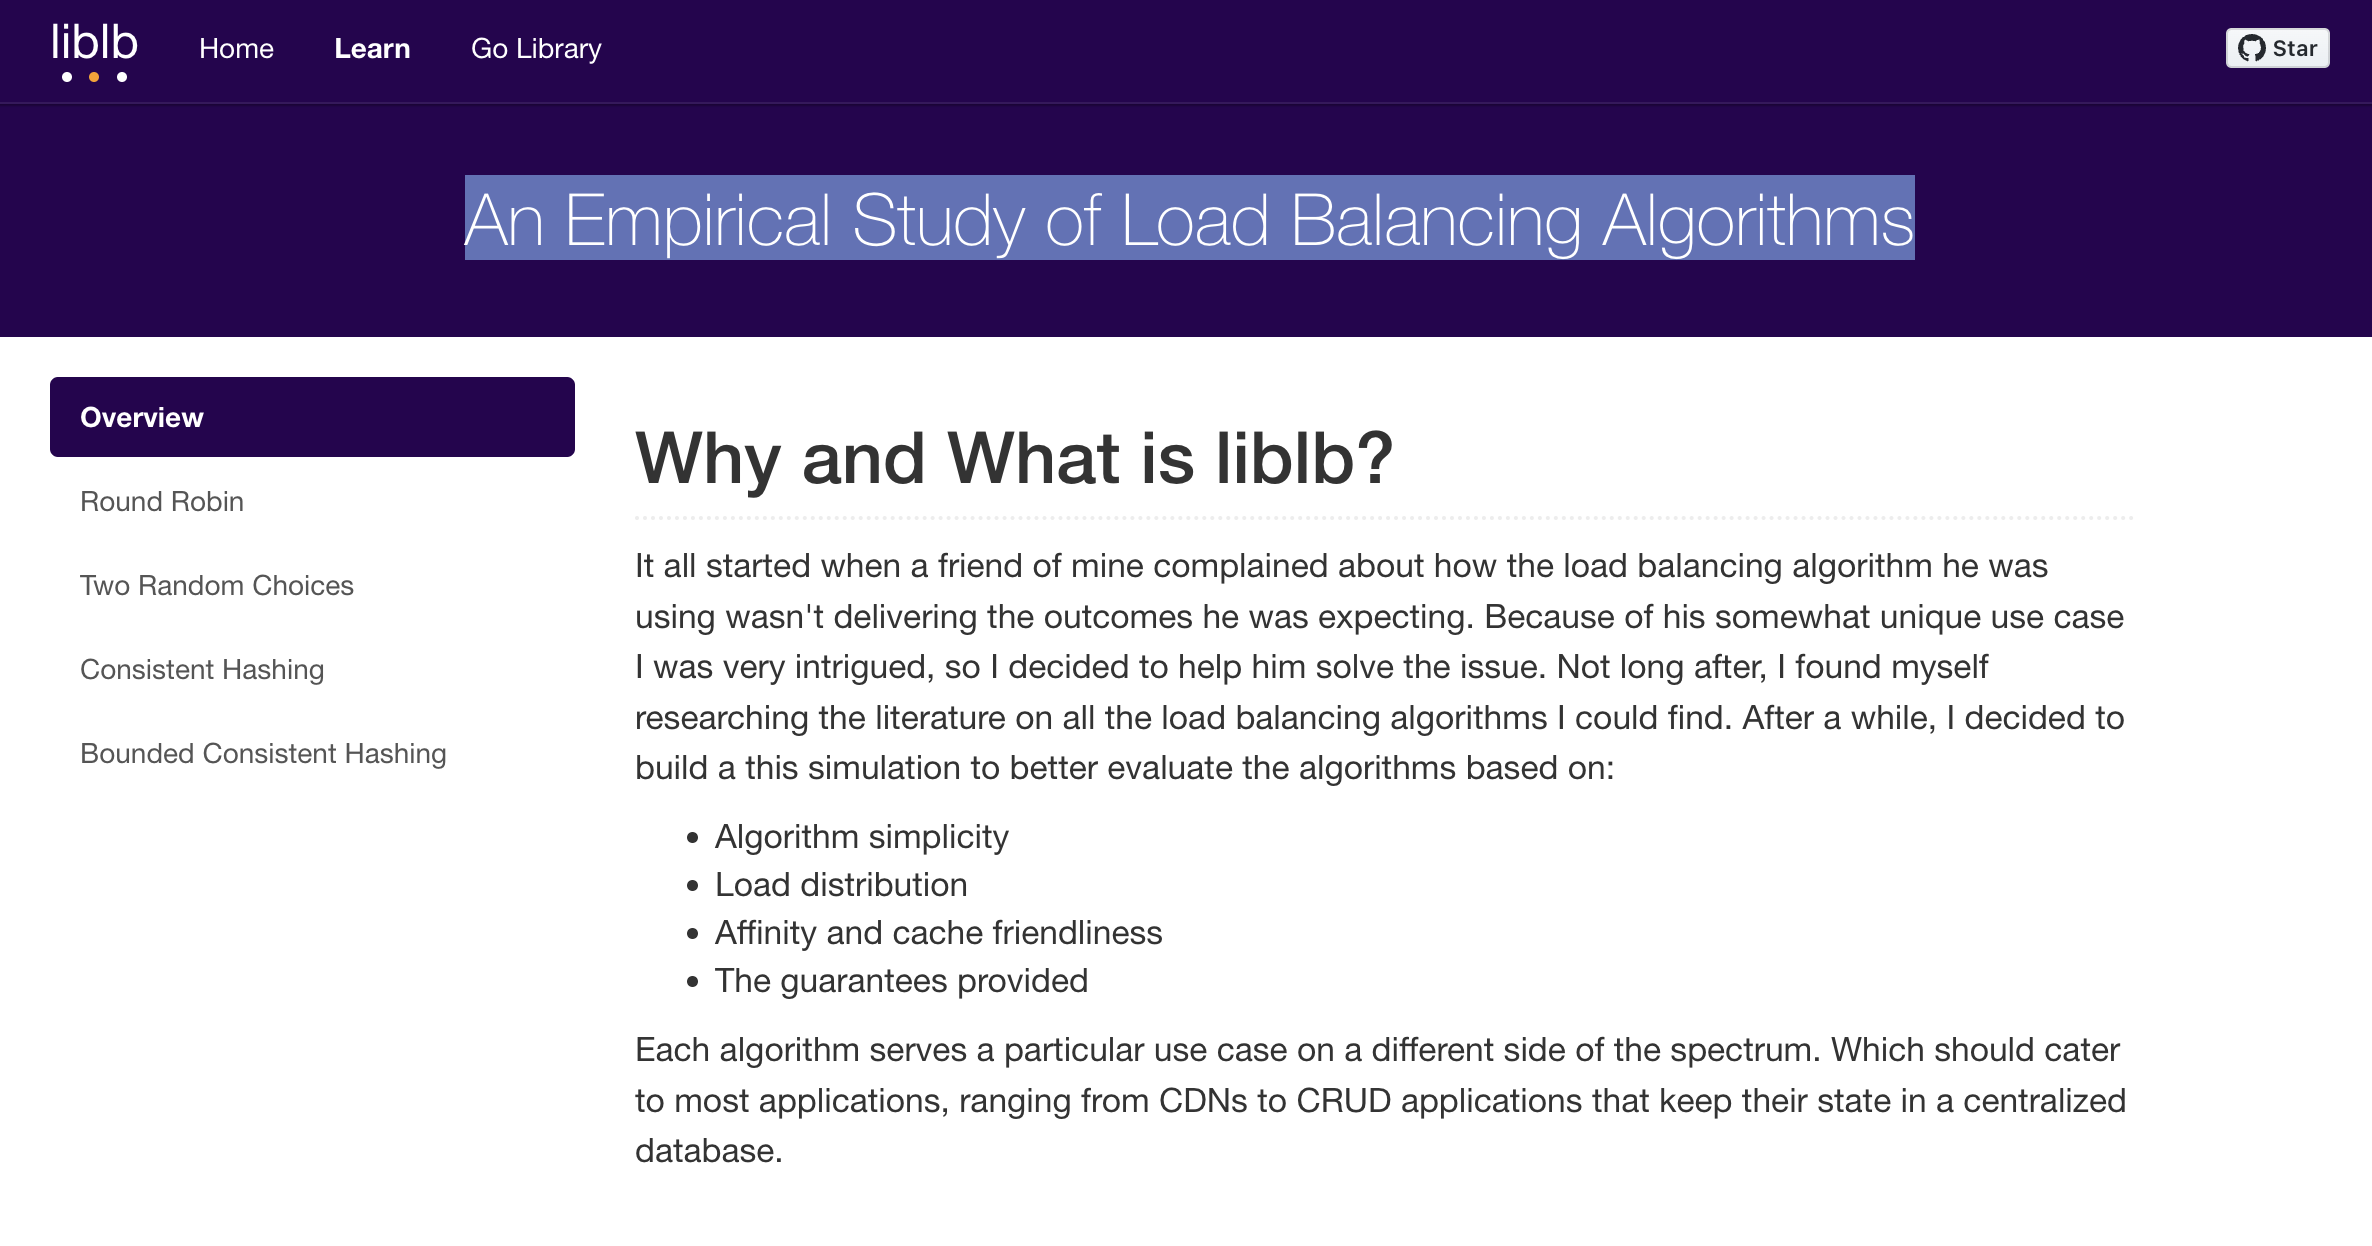 liblb
Home
Learn
Go Library
Star
An Empirical Study of Load Balancing Algorithms
Overview
Round Robin
Two Random Choices
Consistent Hashing
Bounded Consistent Hashing
Why and What is liblb?
It all started when a friend of mine complained about how the load balancing algorithm he was
using wasn't delivering the outcomes he was expecting. Because of his somewhat unique use case
I was very intrigued, so I decided to help him solve the issue. Not long after, I found myself
researching the literature on all the load balancing algorithms I could find. After a while, I decided to
build a this simulation to better evaluate the algorithms based on:
• Algorithm simplicity
• Load distribution
• Affinity and cache friendliness
• The guarantees provided
Each algorithm serves a particular use case on a different side of the spectrum. Which should cater
to most applications, ranging from CDNs to CRUD applications that keep their state in a centralized
database.